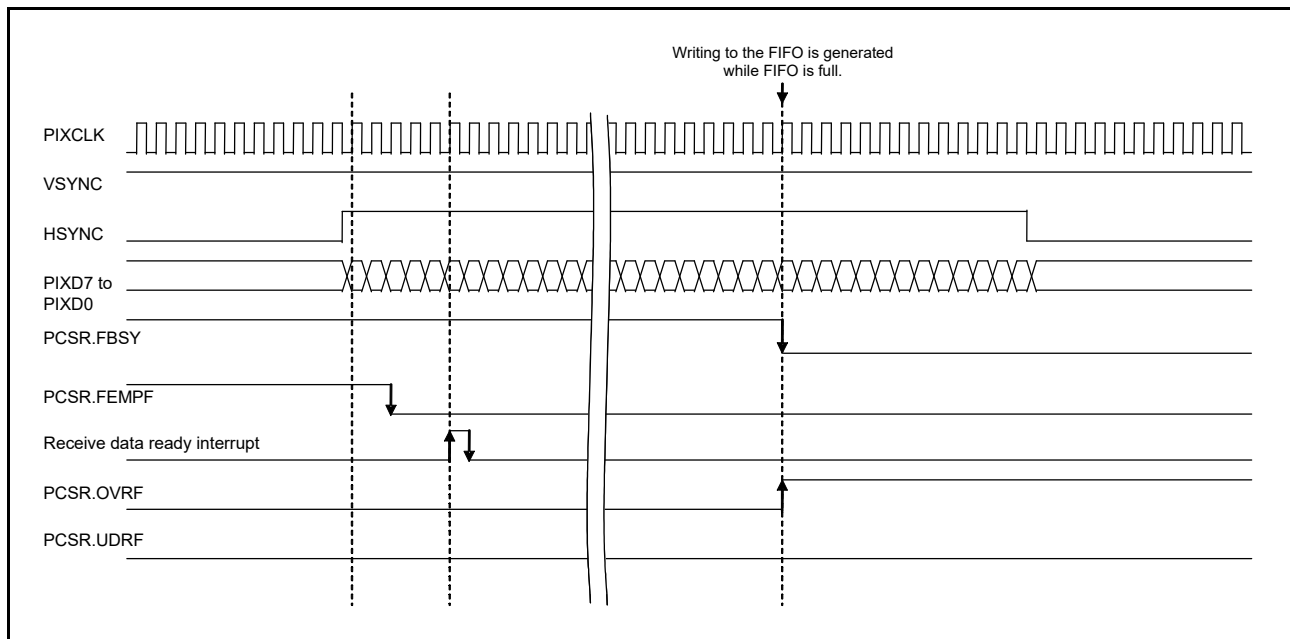 Writing to the FIFO is generated
while FIFO is full.
PIXCLK
VSYNC
HSYNC
PIXD7 to
PIXD0
PCSR.FBSY
PCSR.FEMPF
Receive data ready interrupt
PCSR.OVRF
PCSR.UDRF